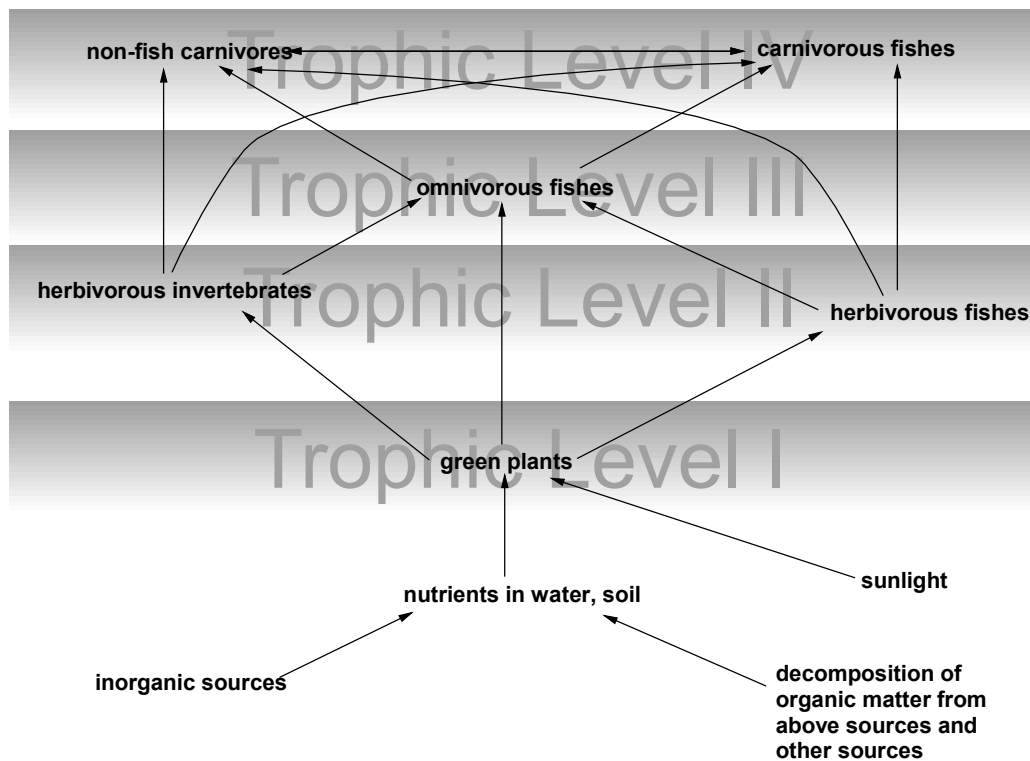 Trophic Level IV
non-fish carnivores
carnivorous fishes
Trophic Level III
omnivorous fishes
Trophic Level II
herbivorous invertebrates
herbivorous fishes
Trophic Level I
green plants
sunlight
nutrients in water, soil
inorganic sources
decomposition of
organic matter from
above sources and
other sources